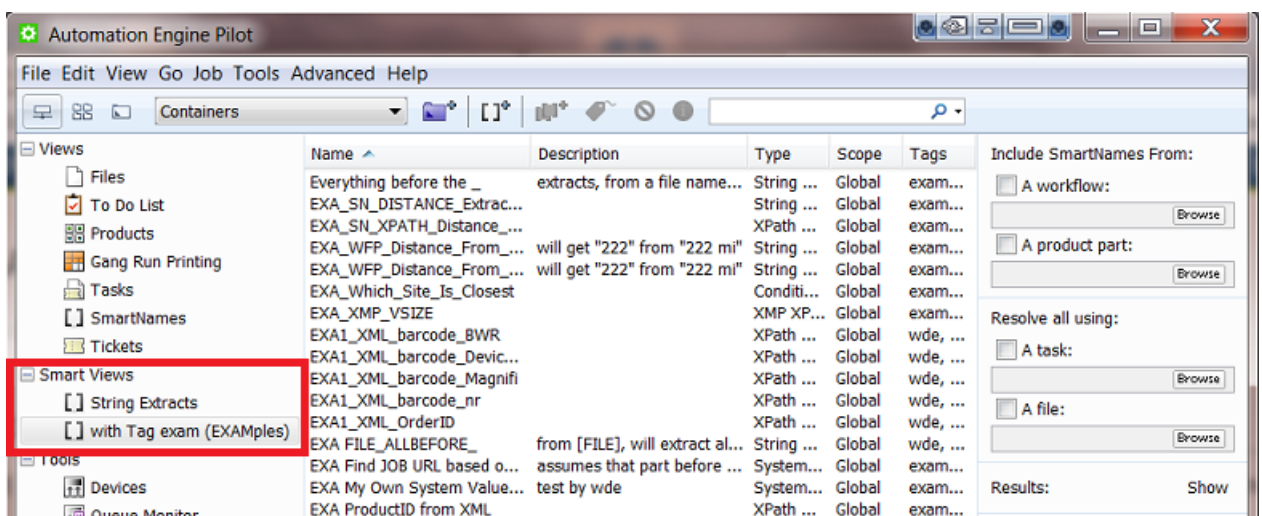 Automation Engine Pilot
File Edit View Go Job Tools Advanced Help
Containers
Views
Files
To Do List
Products
Gang Run Printing
Tasks
[] SmartNames
Tickets
Smart Views
[] String Extracts
[] with Tag exam (EXAMples)
Tools
Devices
Queue Monitor
Name Description Type Scope Tags
Everything before the _ extracts, from a file name... String ... Global exam...
EXA_SN_DISTANCE_Extrac... String ... Global exam...
EXA_SN_XPATH_Distance_... XPath ... Global exam...
EXA_WFP_Distance_From_... will get "222" from "222 mi" String ... Global exam...
EXA_WFP_Distance_From_... will get "222" from "222 mi" String ... Global exam...
EXA_Which_Site_Is_Closest Conditi... Global exam...
EXA_XMP_VSIZE XMP XP... Global exam...
EXA1_XML_barcode_BWR XPath ... Global wde, ...
EXA1_XML_barcode_Devic... XPath ... Global wde, ...
EXA1_XML_barcode_Magnifi XPath ... Global wde, ...
EXA1_XML_barcode_nr XPath ... Global wde, ...
EXA1_XML_OrderID XPath ... Global wde, ...
EXA FILE_ALLBEFORE_ from [FILE], will extract al... String ... Global wde, ...
EXA Find JOB URL based o... assumes that part before ... System... Global exam...
EXA My Own System Value... test by wde System... Global exam...
EXA ProductID from XML XPath ... Global exam...
Include SmartNames From:
A workflow:
Browse
A product part:
Browse
Resolve all using:
A task:
Browse
A file:
Browse
Results: Show